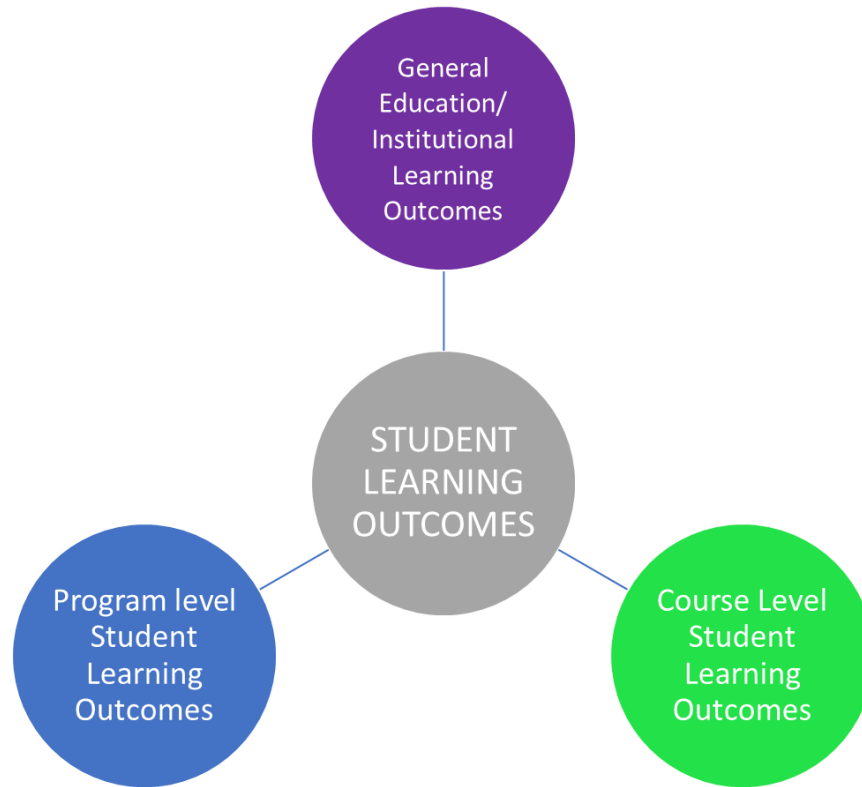 General
Education/
Institutional
Learning
Outcomes
STUDENT
LEARNING
OUTCOMES
Program level
Student
Learning
Outcomes
Course Level
Student
Learning
Outcomes